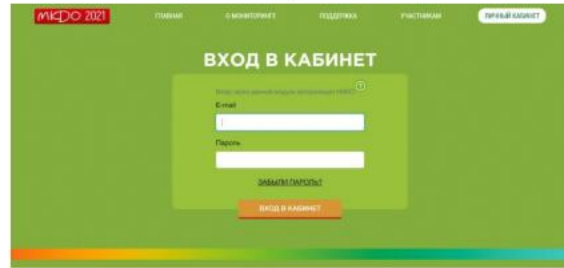 МКДО 2021
ГЛАВНАЯ
О МОНИТОРИНГЕ
ПОДДЕРЖКА
УЧАСТНИКАМ
ЛИЧНЫЙ КАБИНЕТ
ВХОД В КАБИНЕТ
E-mail
Пароль
ЗАБЫЛИ ПАРОЛЬ?
ВХОД В КАБИНЕТ